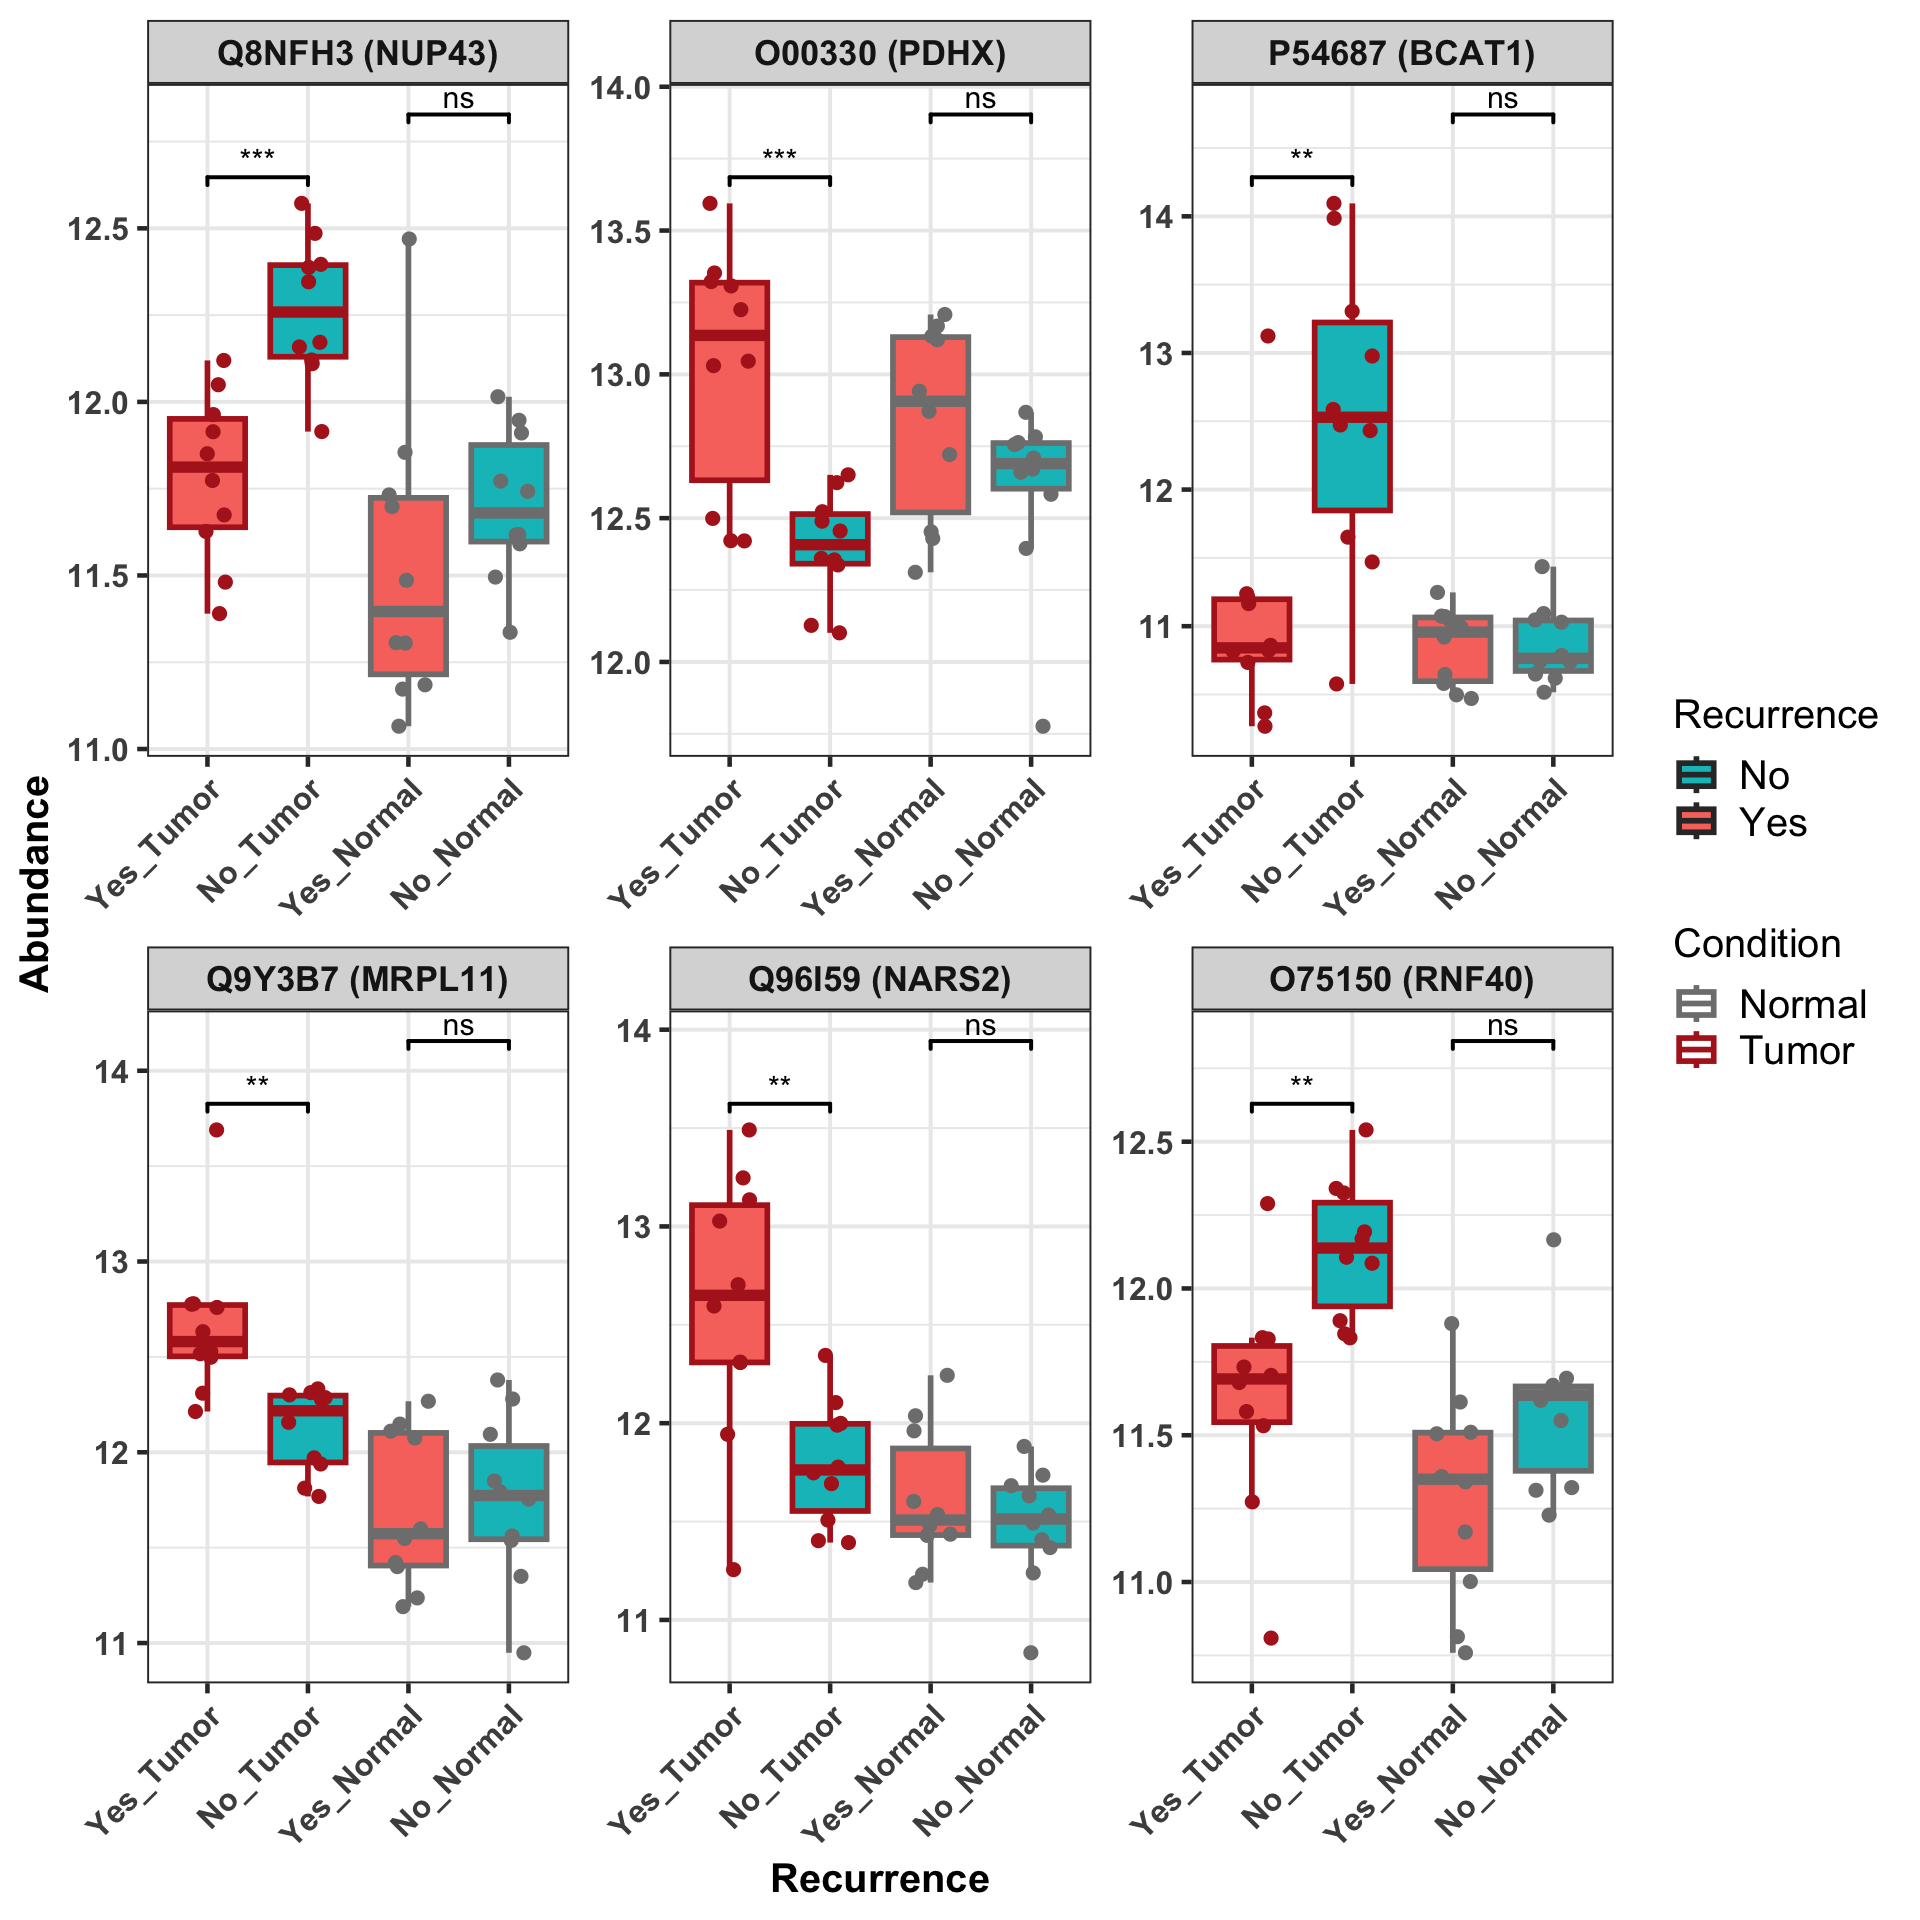 Q8NFH3 (NUP43)
O00330 (PDHX)
P54687 (BCAT1)
ns
***
12.5
12.0
11.5
11.0
Yes_Tumor
No_Tumor
Yes_Normal
No_Normal
ns
***
14.0
13.5
13.0
12.5
12.0
Yes_Tumor
No_Tumor
Yes_Normal
No_Normal
ns
**
14
13
12
11
Yes_Tumor
No_Tumor
Yes_Normal
No_Normal
Abundance
Q9Y3B7 (MRPL11)
Q96I59 (NARS2)
O75150 (RNF40)
ns
**
14
13
12
11
Yes_Tumor
No_Tumor
Yes_Normal
No_Normal
ns
**
14
13
12
11
Yes_Tumor
No_Tumor
Yes_Normal
No_Normal
ns
**
12.5
12.0
11.5
11.0
Yes_Tumor
No_Tumor
Yes_Normal
No_Normal
Recurrence
Recurrence
No
Yes
Condition
Normal
Tumor